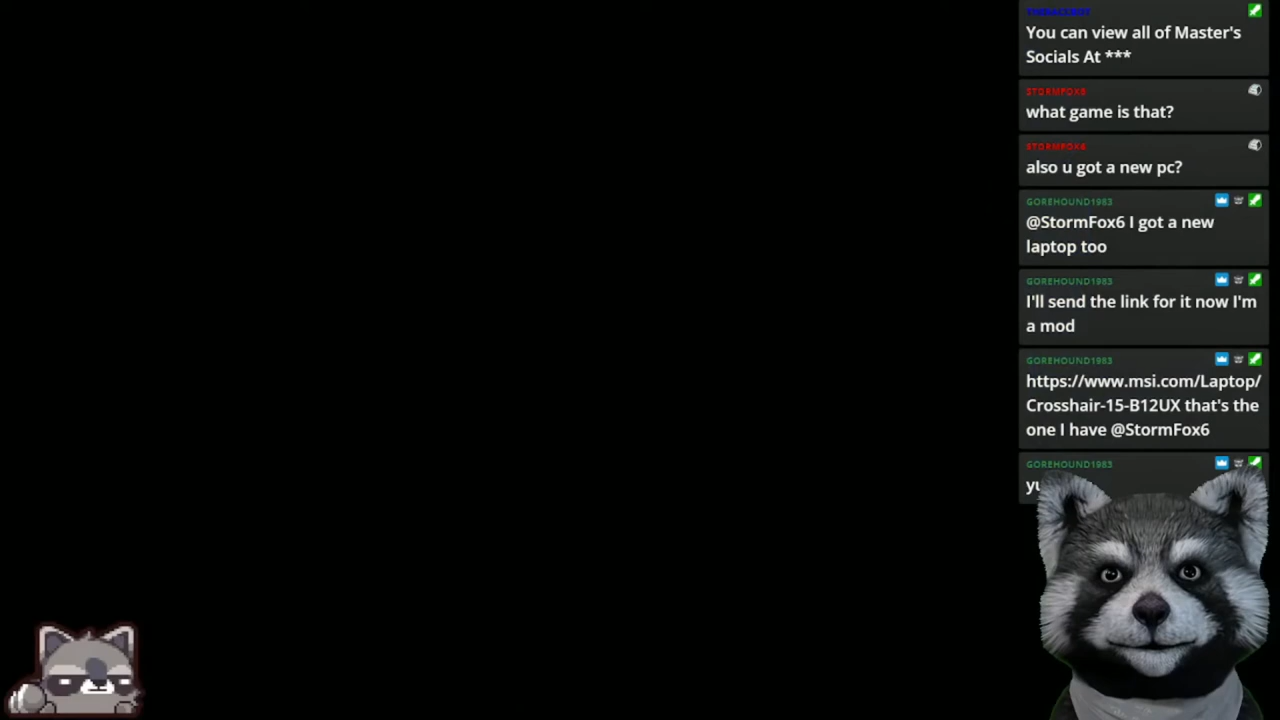 You can view all of Master's
Socials At ***
STORMFOX6
what game is that?
STORMFOX6
also u got a new pc?
GOREHOUND1983
@StormFox6 I got a new
laptop too
GOREHOUND1983
I'll send the link for it now I'm
a mod
GOREHOUND1983
https://www.msi.com/Laptop/
Crosshair-15-B12UX that's the
one I have @StormFox6
GOREHOUND1983